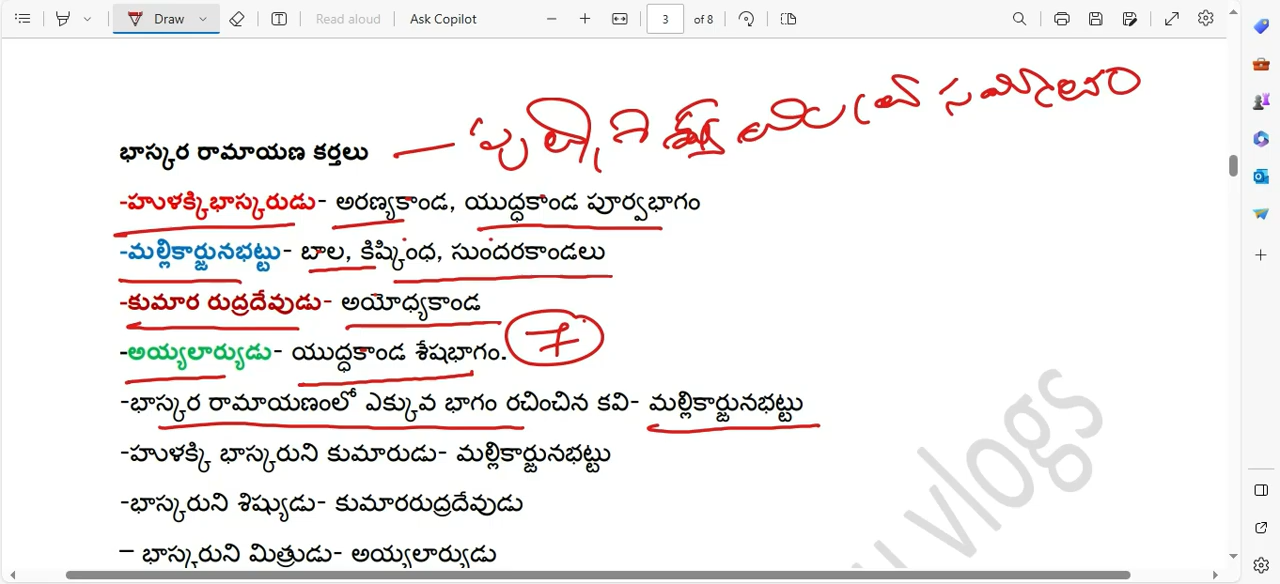 Draw
Read aloud
Ask Copilot
3 of 8
భాస్కర రామాయణ కర్తలు
-హుళక్కిభాస్కరుడు- అరణ్యకాండ, యుద్ధకాండ పూర్వభాగం
-మల్లికార్జునభట్టు- బాల, కిష్కింధ, సుందరకాండలు
-కుమార రుద్రదేవుడు- అయోధ్యకాండ
-అయ్యలార్యుడు- యుద్ధకాండ శేషభాగం. 7
-భాస్కర రామాయణంలో ఎక్కువ భాగం రచించిన కవి- మల్లికార్జునభట్టు
-హుళక్కి భాస్కరుని కుమారుడు- మల్లికార్జునభట్టు
-భాస్కరుని శిష్యుడు- కుమారరుద్రదేవుడు
– భాస్కరుని మిత్రుడు- అయ్యలార్యుడు
vlogs